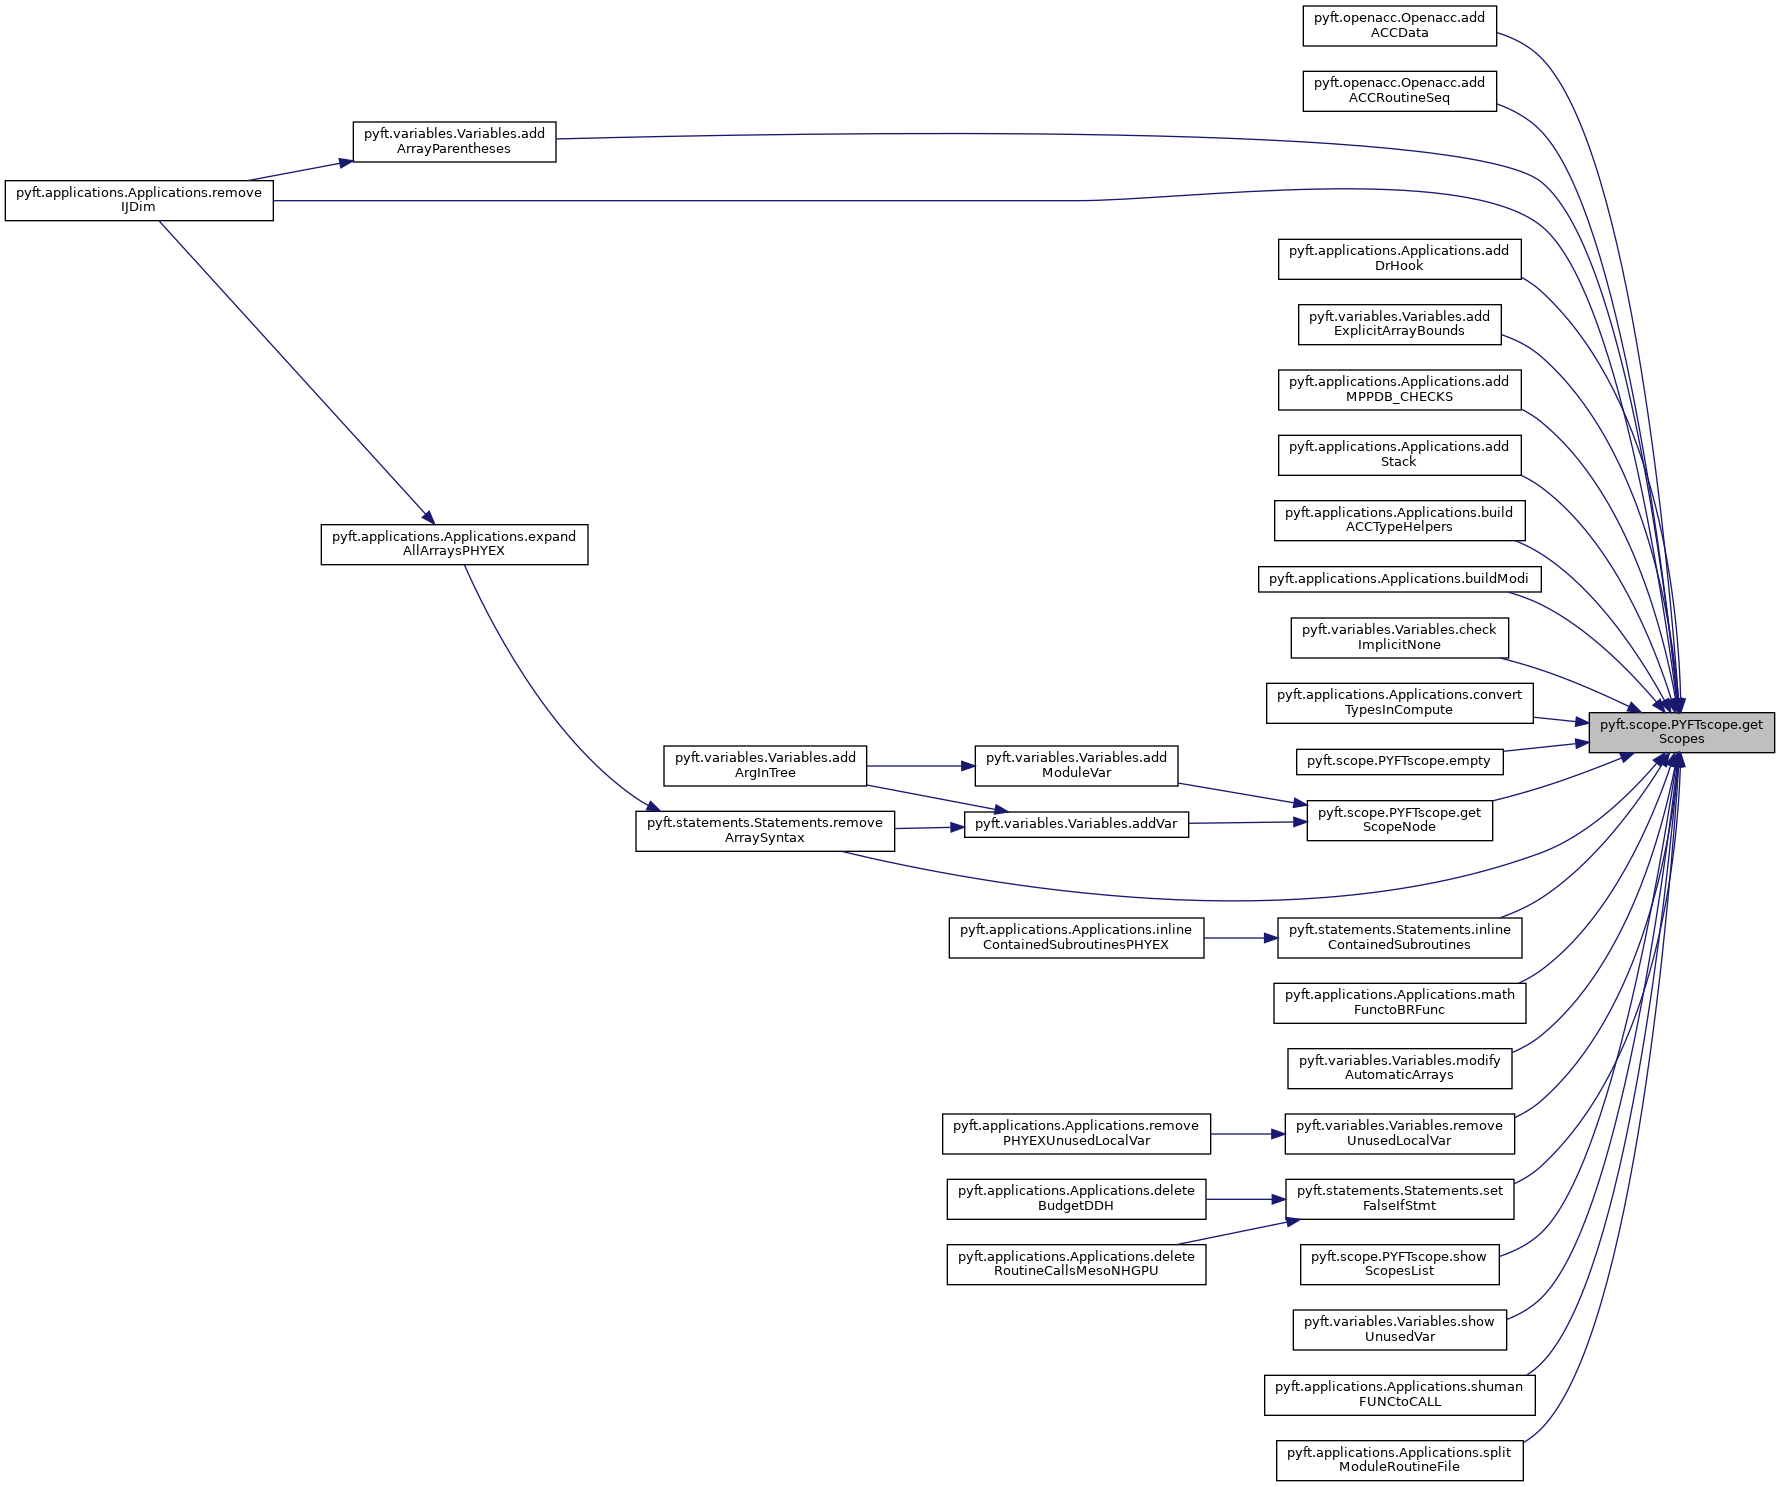 pyft.openacc.Openacc.add
ACCData
pyft.openacc.Openacc.add
ACCRoutineSeq
pyft.variables.Variables.add
ArrayParentheses
pyft.applications.Applications.remove
IJDim
pyft.applications.Applications.add
DrHook
pyft.variables.Variables.add
ExplicitArrayBounds
pyft.applications.Applications.add
MPPDB_CHECKS
pyft.applications.Applications.add
Stack
pyft.applications.Applications.build
ACCTypeHelpers
pyft.applications.Applications.expand
AllArraysPHYEX
pyft.applications.Applications.buildModi
pyft.variables.Variables.check
ImplicitNone
pyft.applications.Applications.convert
TypesInCompute
pyft.scope.PYFTscope.get
Scopes
pyft.variables.Variables.add
ArgInTree
pyft.variables.Variables.add
ModuleVar
pyft.scope.PYFTscope.empty
pyft.statements.Statements.remove
ArraySyntax
pyft.variables.Variables.addVar
pyft.scope.PYFTscope.get
ScopeNode
pyft.applications.Applications.inline
ContainedSubroutinesPHYEX
pyft.statements.Statements.inline
ContainedSubroutines
pyft.applications.Applications.math
FunctoBRFunc
pyft.variables.Variables.modify
AutomaticArrays
pyft.applications.Applications.remove
PHYEXUnusedLocalVar
pyft.variables.Variables.remove
UnusedLocalVar
pyft.applications.Applications.delete
BudgetDDH
pyft.statements.Statements.set
FalseIfStmt
pyft.applications.Applications.delete
RoutineCallsMesoNHGPU
pyft.scope.PYFTscope.show
ScopesList
pyft.variables.Variables.show
UnusedVar
pyft.applications.Applications.shuman
FUNCtoCALL
pyft.applications.Applications.split
ModuleRoutineFile